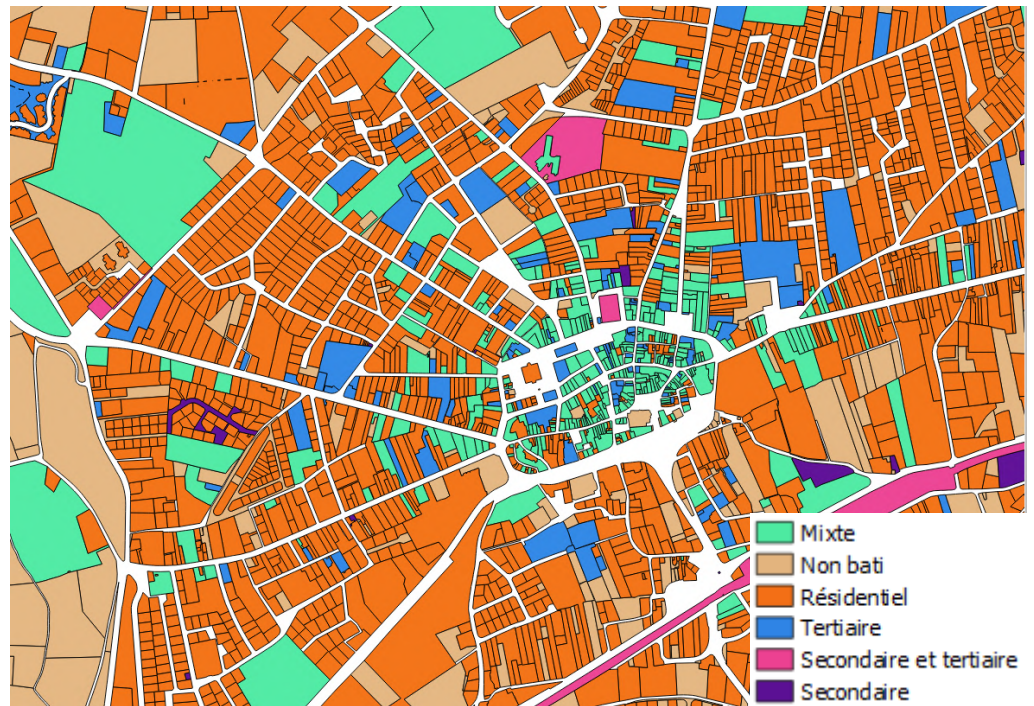 Mixte
Non bati
Résidentiel
Tertiaire
Secondaire et tertiaire
Secondaire